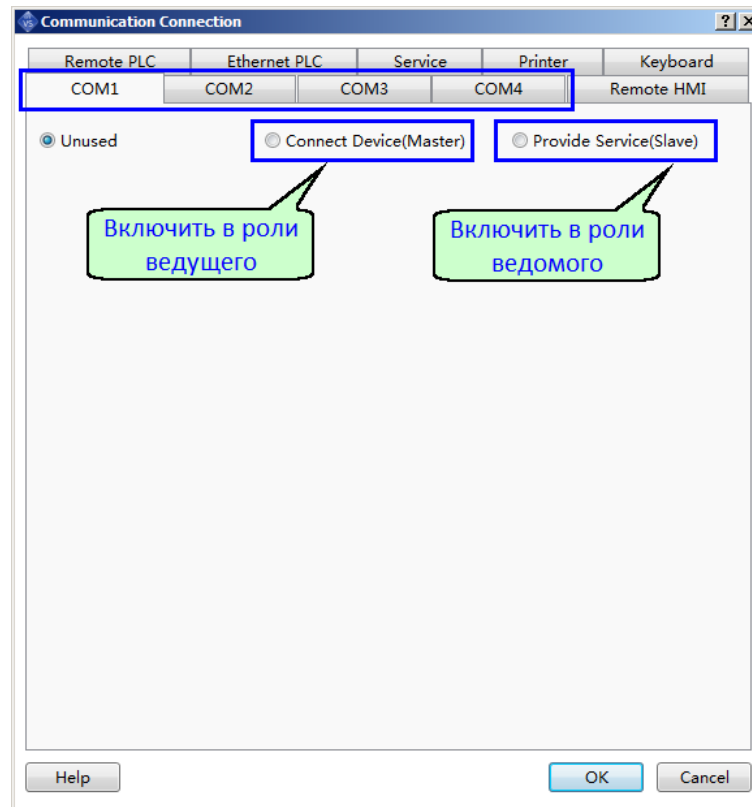 Communication Connection
Remote PLC Ethernet PLC Service Printer Keyboard
COM1 COM2 COM3 COM4 Remote HMI
Unused Connect Device(Master) Provide Service(Slave)
Включить в роли
ведущего
Включить в роли
ведомого
Help OK Cancel